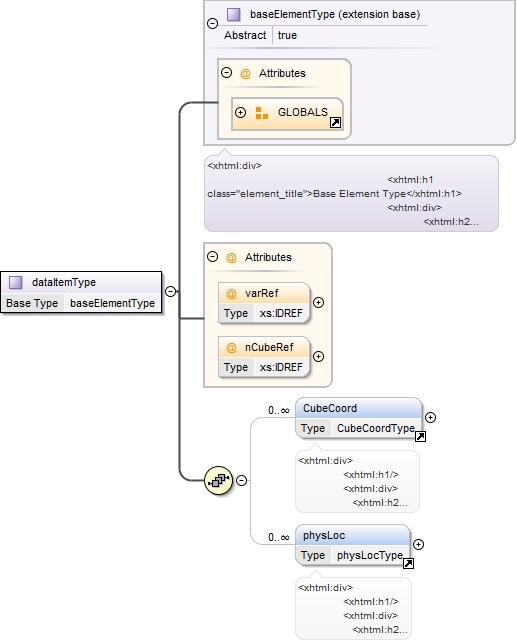 baseElementType (extension base)
Abstract true
@ Attributes
GLOBALS
<xhtml:div>
<xhtml:h1
class="element_title">Base Element Type</xhtml:h1>
<xhtml:div>
<xhtml:h2...
@ Attributes
@ varRef
Type xs:IDREF
@ nCubeRef
Type xs:IDREF
dataItemType
Base Type baseElementType
0..∞
CubeCoord
Type CubeCoordType
<xhtml:div>
<xhtml:h1/>
<xhtml:div>
<xhtml:h2...
0..∞
physLoc
Type physLocType
<xhtml:div>
<xhtml:h1/>
<xhtml:div>
<xhtml:h2...